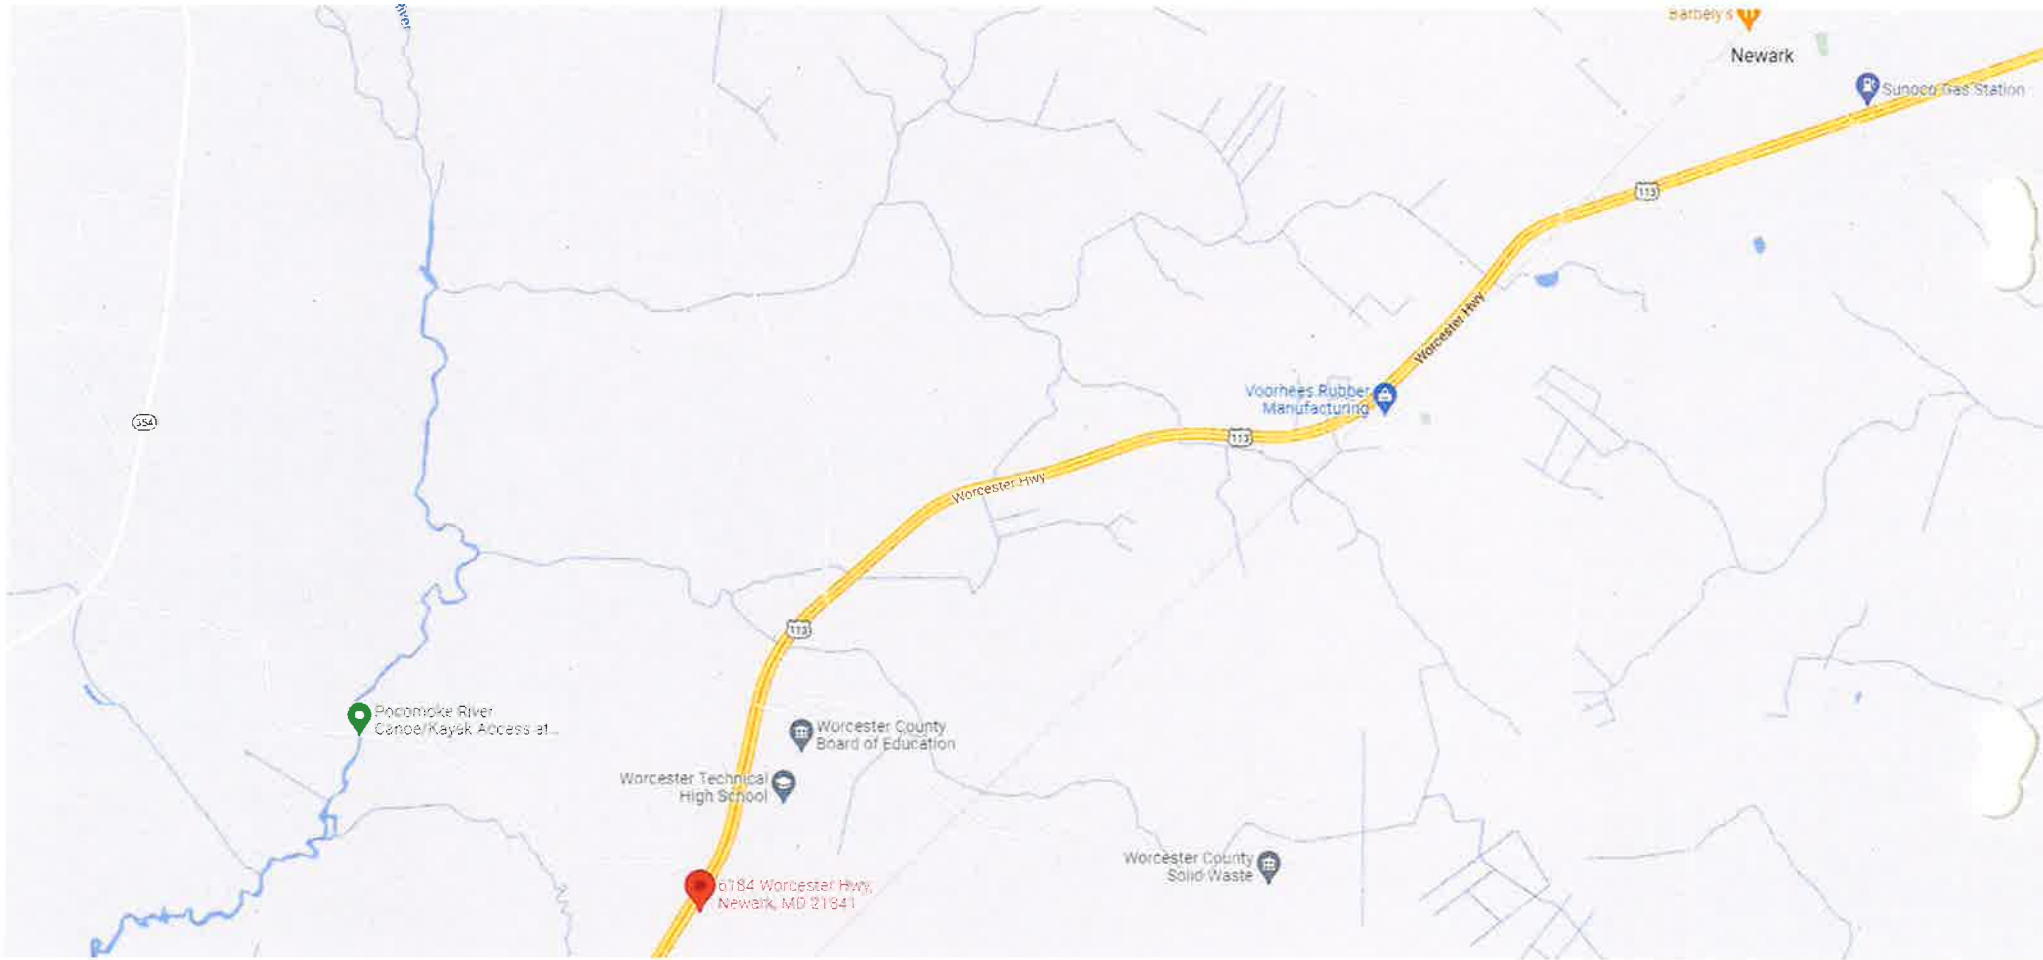 Barbely's
Newark
Sunoco Gas Station
113
Worcester Hwy
Voorhees Rubber
Manufacturing
354
113
Worcester Hwy
113
Pocomoke River
Canoe/Kayak Access at...
Worcester County
Board of Education
Worcester Technical
High School
Worcester County
Solid Waste
6184 Worcester Hwy,
Newark, MD 21841